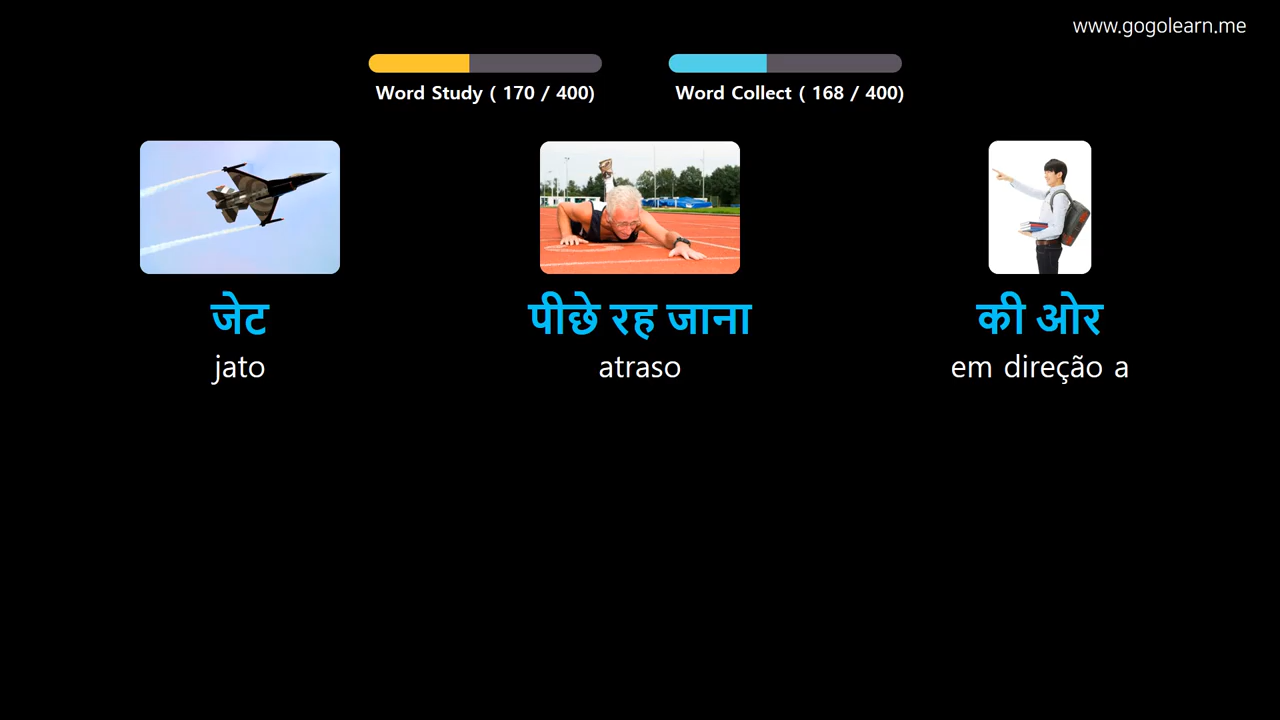 www.gogolearn.me
Word Study ( 170 / 400)
Word Collect ( 168 / 400)
जेट
jato
पीछे रह जाना
atraso
की ओर
em direção a